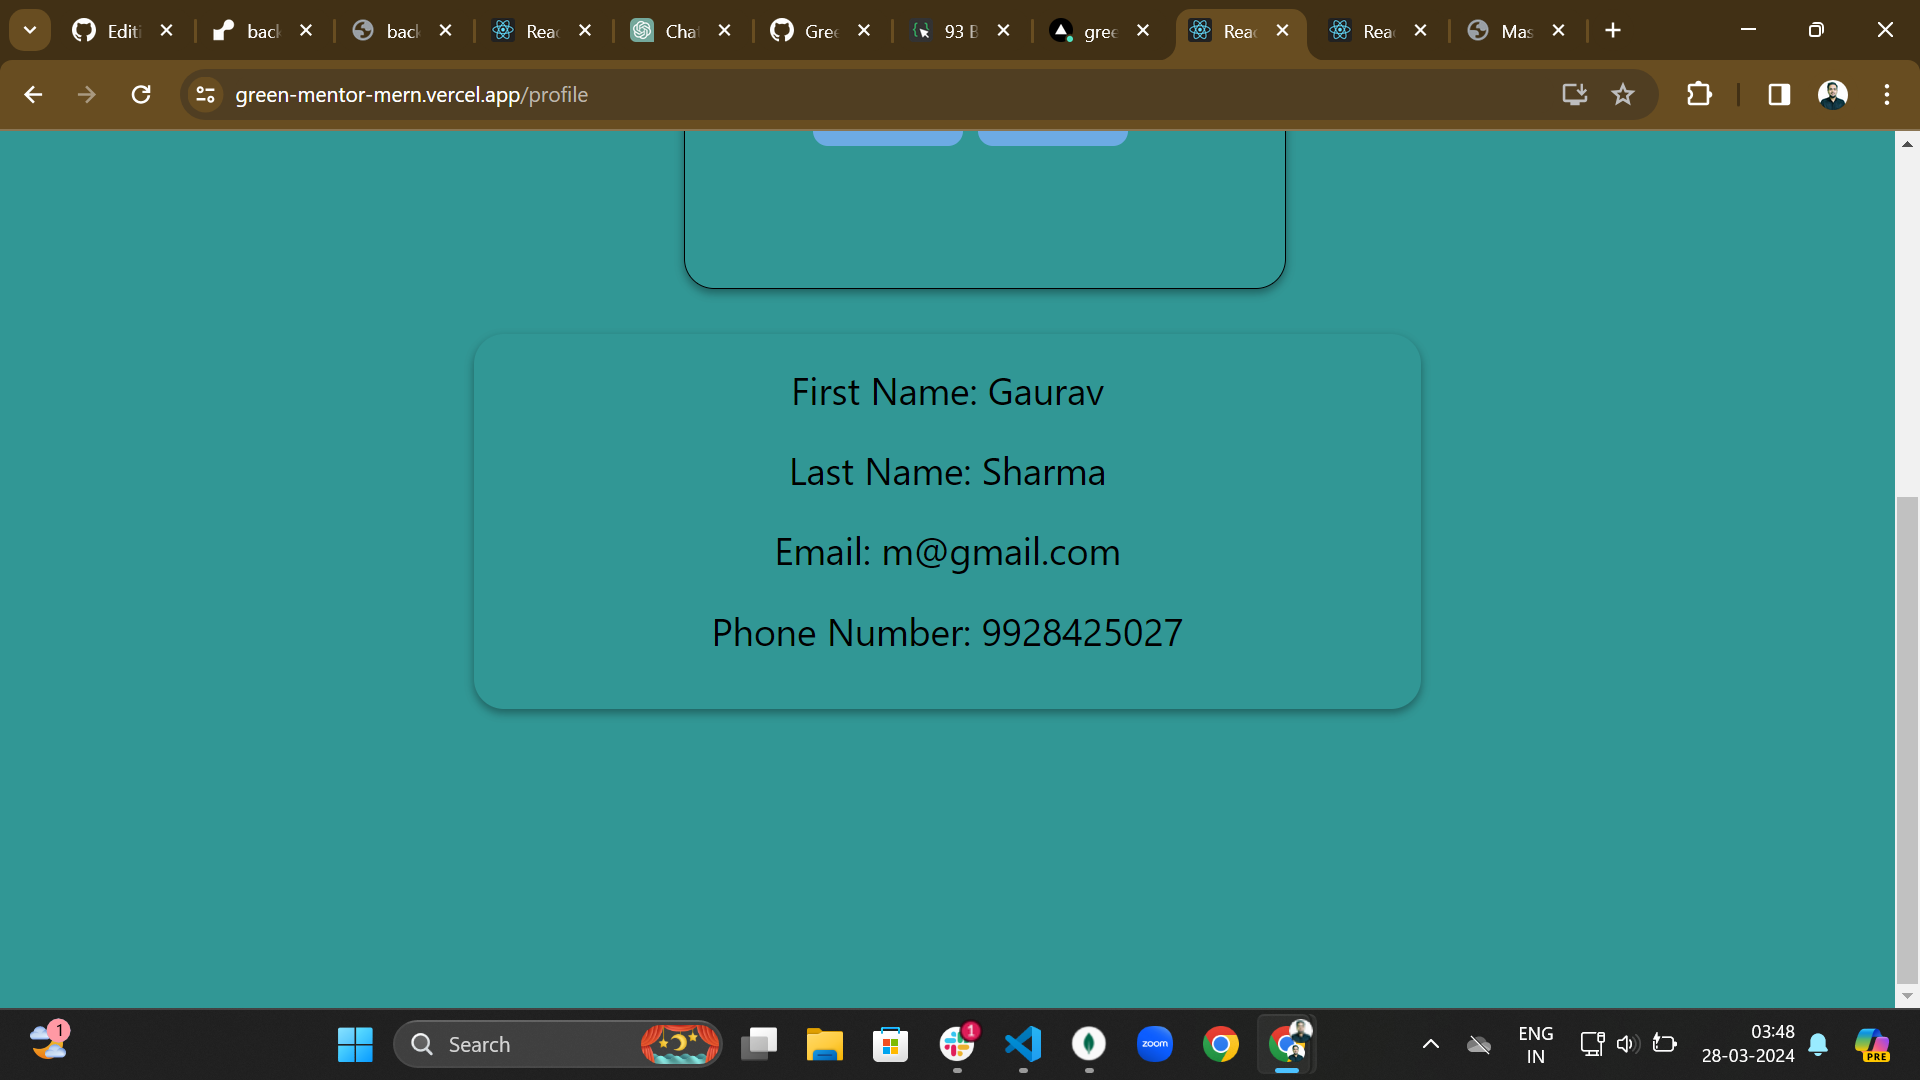 Editi
back
back
Reac
Chat
Gree
93 B
gree
Reac
Reac
Mas
green-mentor-mern.vercel.app/profile
First Name: Gaurav
Last Name: Sharma
Email: m@gmail.com
Phone Number: 9928425027
1
Search
1
zoom
ENG
IN
03:48
28-03-2024
PRE